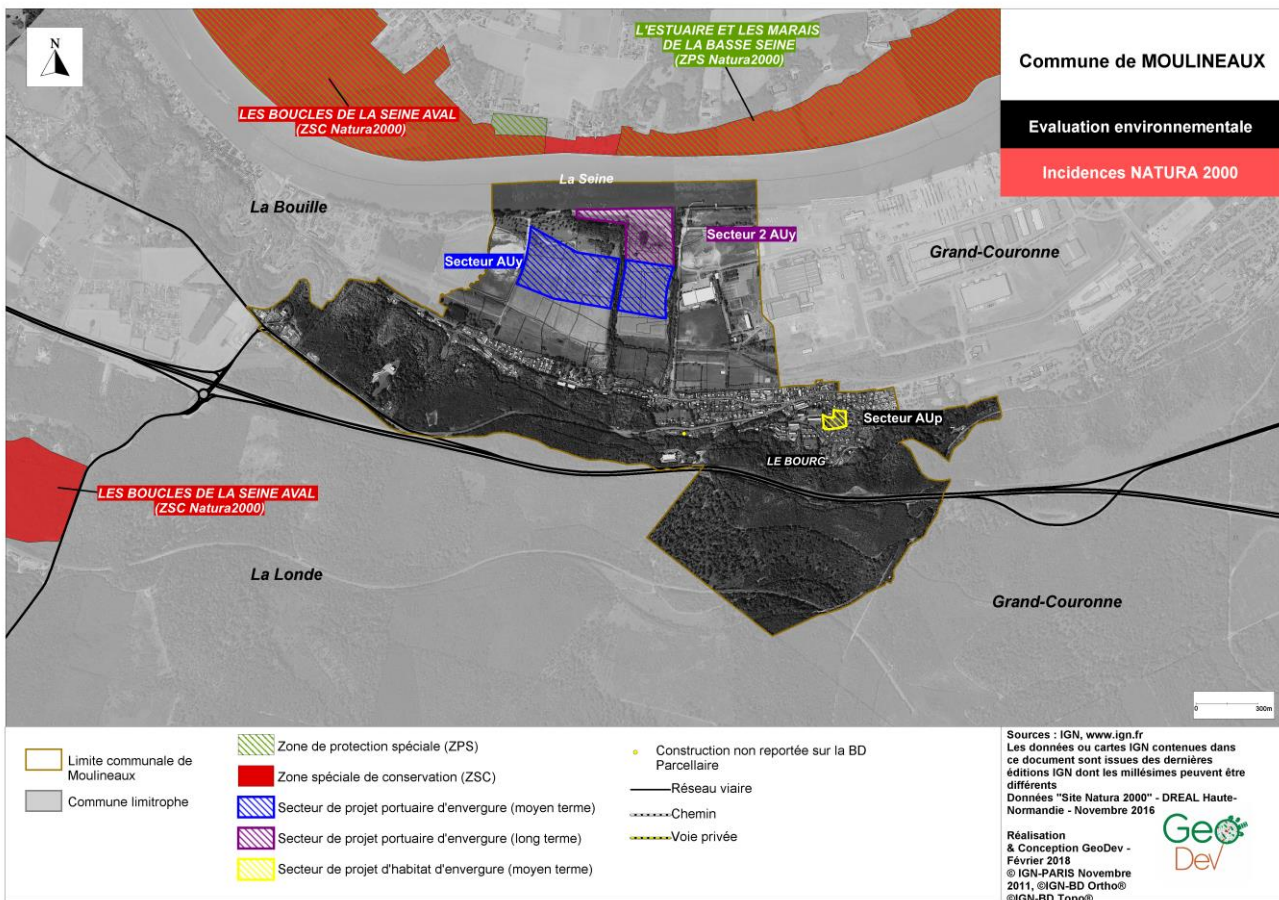 N
L'ESTUAIRE ET LES MARAIS
DE LA BASSE SEINE
(ZPS Natura2000)
LES BOUCLES DE LA SEINE AVAL
(ZSC Natura2000)
Commune de MOULINEAUX
Evaluation environnementale
Incidences NATURA 2000
La Seine
La Bouille
Secteur 2 AUy
Secteur AUy
Grand-Couronne
Secteur AUp
LE BOURG
LES BOUCLES DE LA SEINE AVAL
(ZSC Natura2000)
La Londe
Grand-Couronne
0 300m
Limite communale de
Moulineaux
Commune limitrophe
Zone de protection spéciale (ZPS)
Zone spéciale de conservation (ZSC)
Secteur de projet portuaire d'envergure (moyen terme)
Secteur de projet portuaire d'envergure (long terme)
Secteur de projet d'habitat d'envergure (moyen terme)
Construction non reportée sur la BD
Parcellaire
Réseau viaire
Chemin
Voie privée
Sources : IGN, www.ign.fr
Les données ou cartes IGN contenues dans
ce document sont issues des dernières
éditions IGN dont les millésimes peuvent être
différents
Données "Site Natura 2000" - DREAL Haute-
Normandie - Novembre 2016
Réalisation
& Conception GeoDev -
Février 2018
© IGN-PARIS Novembre
2011, ©IGN-BD Ortho®
©IGN-BD Topo®
Geo
Dev